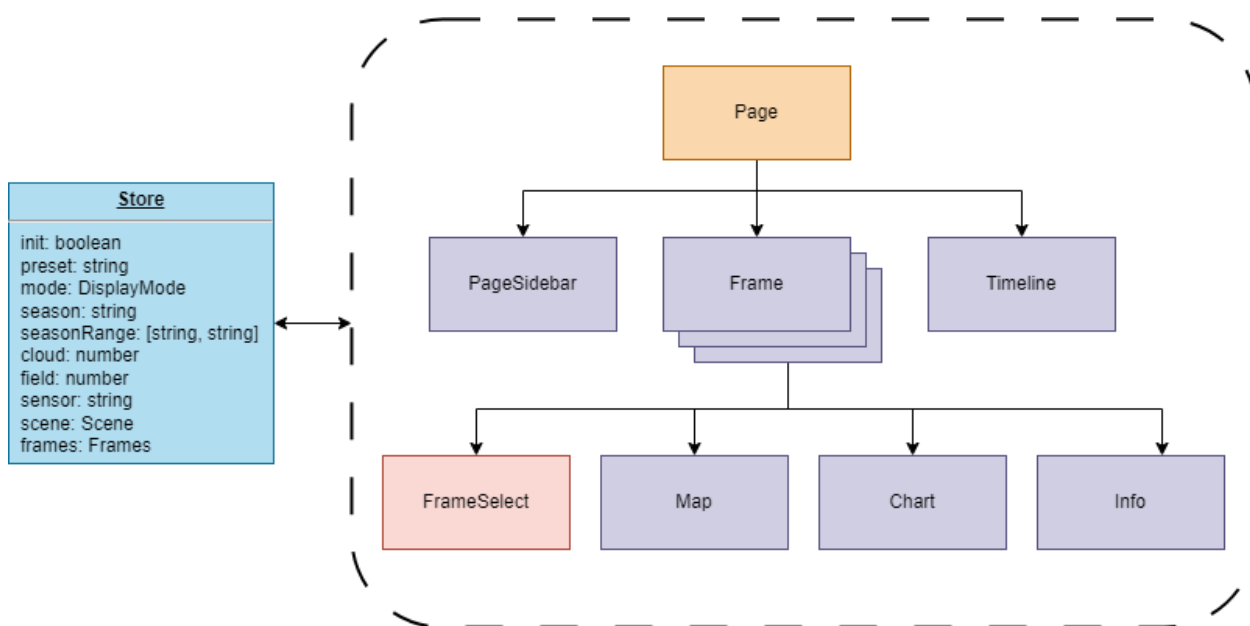 Store
init: boolean
preset: string
mode: DisplayMode
season: string
seasonRange: [string, string]
cloud: number
field: number
sensor: string
scene: Scene
frames: Frames
Page
PageSidebar
Frame
Timeline
FrameSelect
Map
Chart
Info